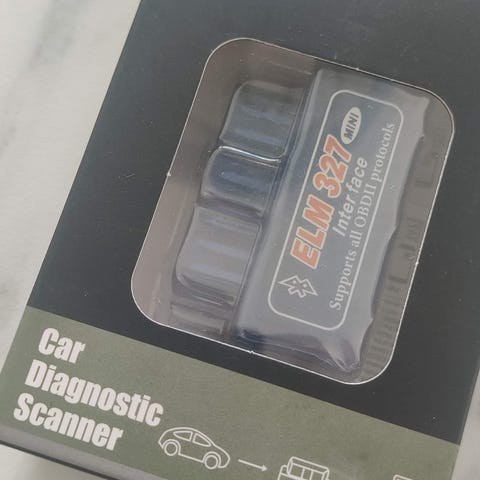 ELM 327 MINI
Interface
Supports all OBDII protocols
Car
Diagnostic
Scanner